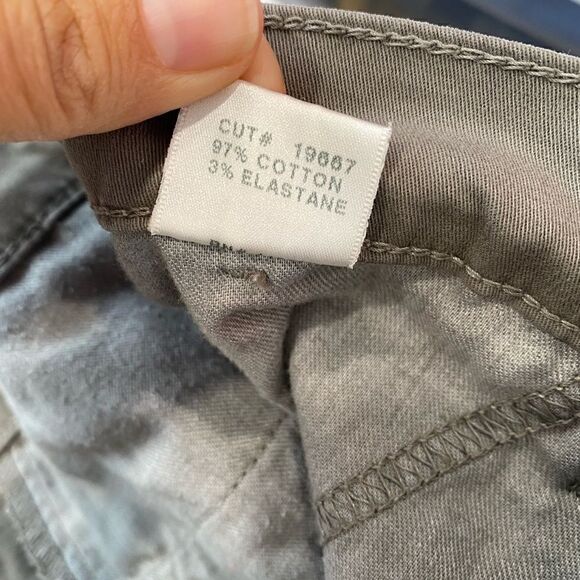 CUT# 19667
97% COTTON
3% ELASTANE